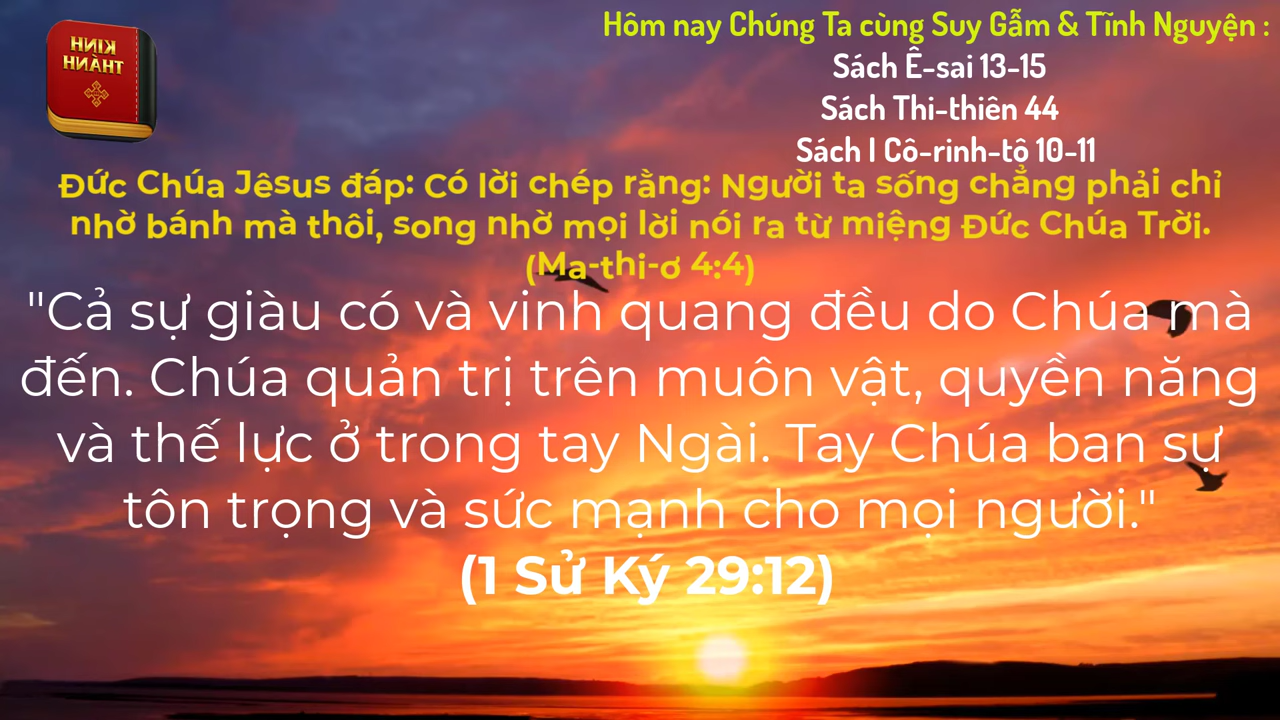 KINH
THÁNH
Hôm nay Chúng Ta cùng Suy Gẫm & Tĩnh Nguyện :
Sách Ê-sai 13-15
Sách Thi-thiên 44
Sách I Cô-rinh-tô 10-11
Đức Chúa Jêsus đáp: Có lời chép rằng: Người ta sống chẳng phải chỉ
nhờ bánh mà thôi, song nhờ mọi lời nói ra từ miệng Đức Chúa Trời.
(Ma-thi-ơ 4:4)
"Cả sự giàu có và vinh quang đều do Chúa mà
đến. Chúa quản trị trên muôn vật, quyền năng
và thế lực ở trong tay Ngài. Tay Chúa ban sự
tôn trọng và sức mạnh cho mọi người."
(1 Sử Ký 29:12)